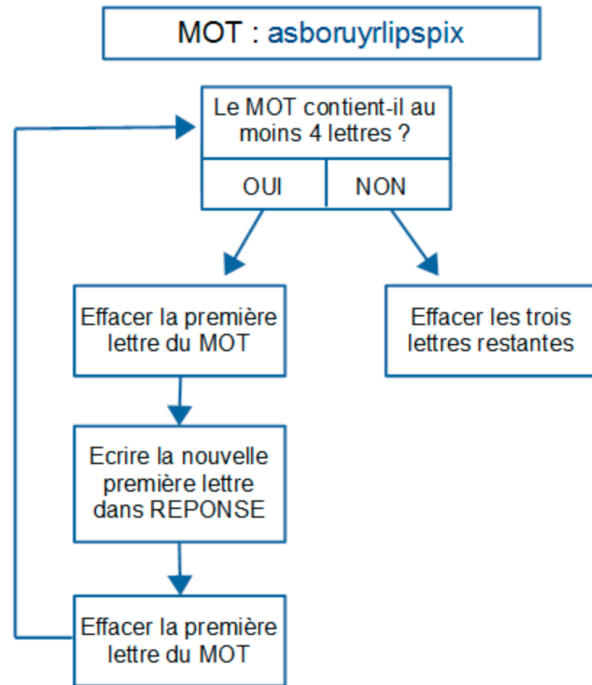 MOT : asboruyrlipspix
Le MOT contient-il au
moins 4 lettres ?
OUI
NON
Effacer la première
lettre du MOT
Effacer les trois
lettres restantes
Ecrire la nouvelle
première lettre
dans REPONSE
Effacer la première
lettre du MOT